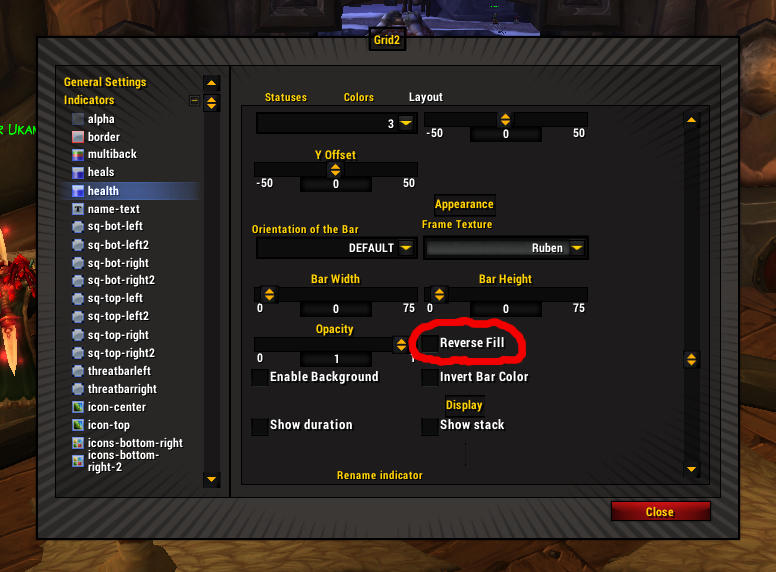 Grid2
General Settings
Indicators
alpha
border
multiback
heals
health
name-text
sq-bot-left
sq-bot-left2
sq-bot-right
sq-bot-right2
sq-top-left
sq-top-left2
sq-top-right
sq-top-right2
threatbarleft
threatbarright
icon-center
icon-top
icons-bottom-right
icons-bottom-
right-2
Statuses Colors Layout
3
-50 0 50
Y Offset
-50 0 50
Appearance
Orientation of the Bar Frame Texture
DEFAULT Ruben
Bar Width Bar Height
0 0 75 0 0 75
Opacity
0 1 1
Reverse Fill
Enable Background Invert Bar Color
Display
Show duration Show stack
Rename indicator
Close